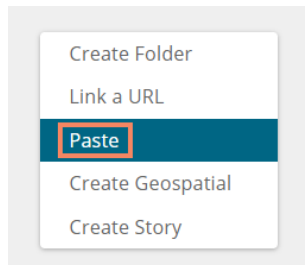 Create Folder
Link a URL
Paste
Create Geospatial
Create Story